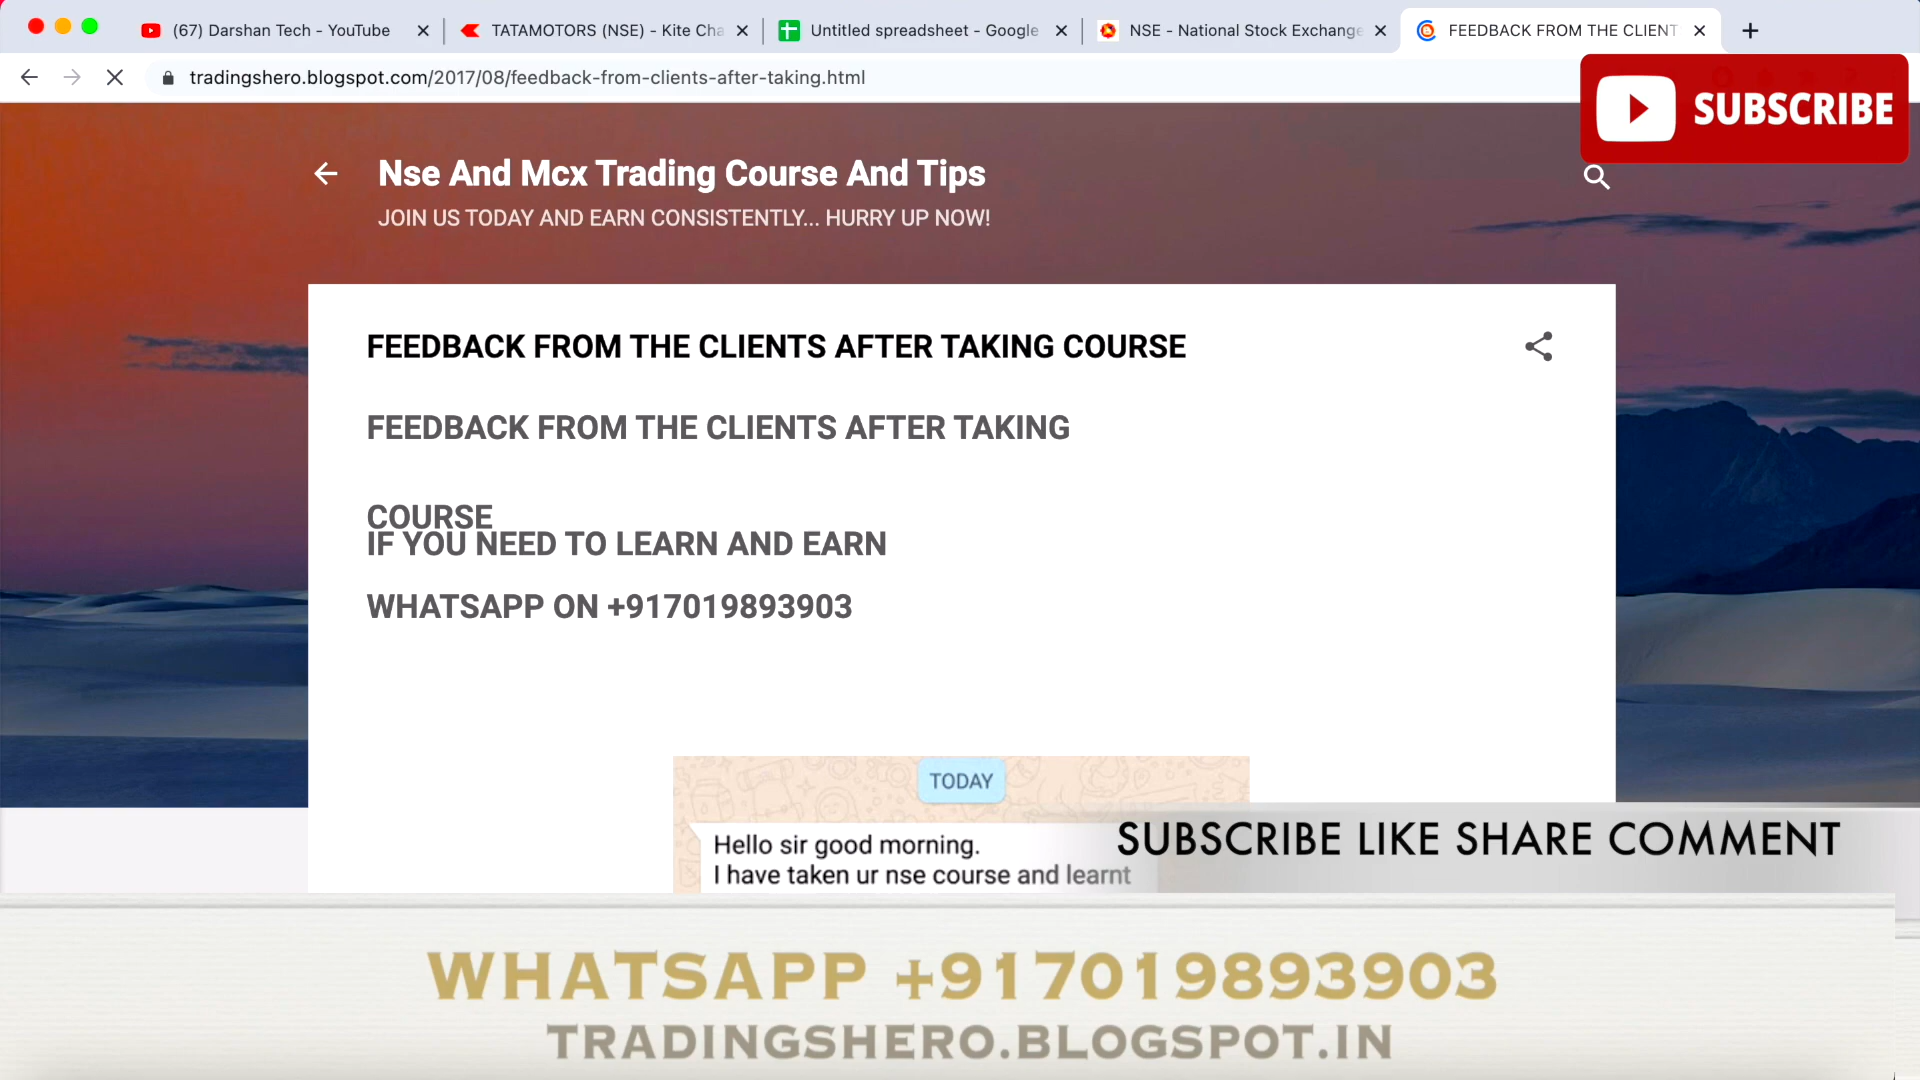 (67) Darshan Tech - YouTube
TATAMOTORS (NSE) - Kite Cha
Untitled spreadsheet - Google
NSE - National Stock Exchange
FEEDBACK FROM THE CLIENT
tradingshero.blogspot.com/2017/08/feedback-from-clients-after-taking.html
SUBSCRIBE
Nse And Mcx Trading Course And Tips
JOIN US TODAY AND EARN CONSISTENTLY... HURRY UP NOW!
FEEDBACK FROM THE CLIENTS AFTER TAKING COURSE
FEEDBACK FROM THE CLIENTS AFTER TAKING
COURSE
IF YOU NEED TO LEARN AND EARN
WHATSAPP ON +917019893903
TODAY
Hello sir good morning.
I have taken ur nse course and learnt
SUBSCRIBE LIKE SHARE COMMENT
WHATSAPP +917019893903
TRADINGSHERO.BLOGSPOT.IN